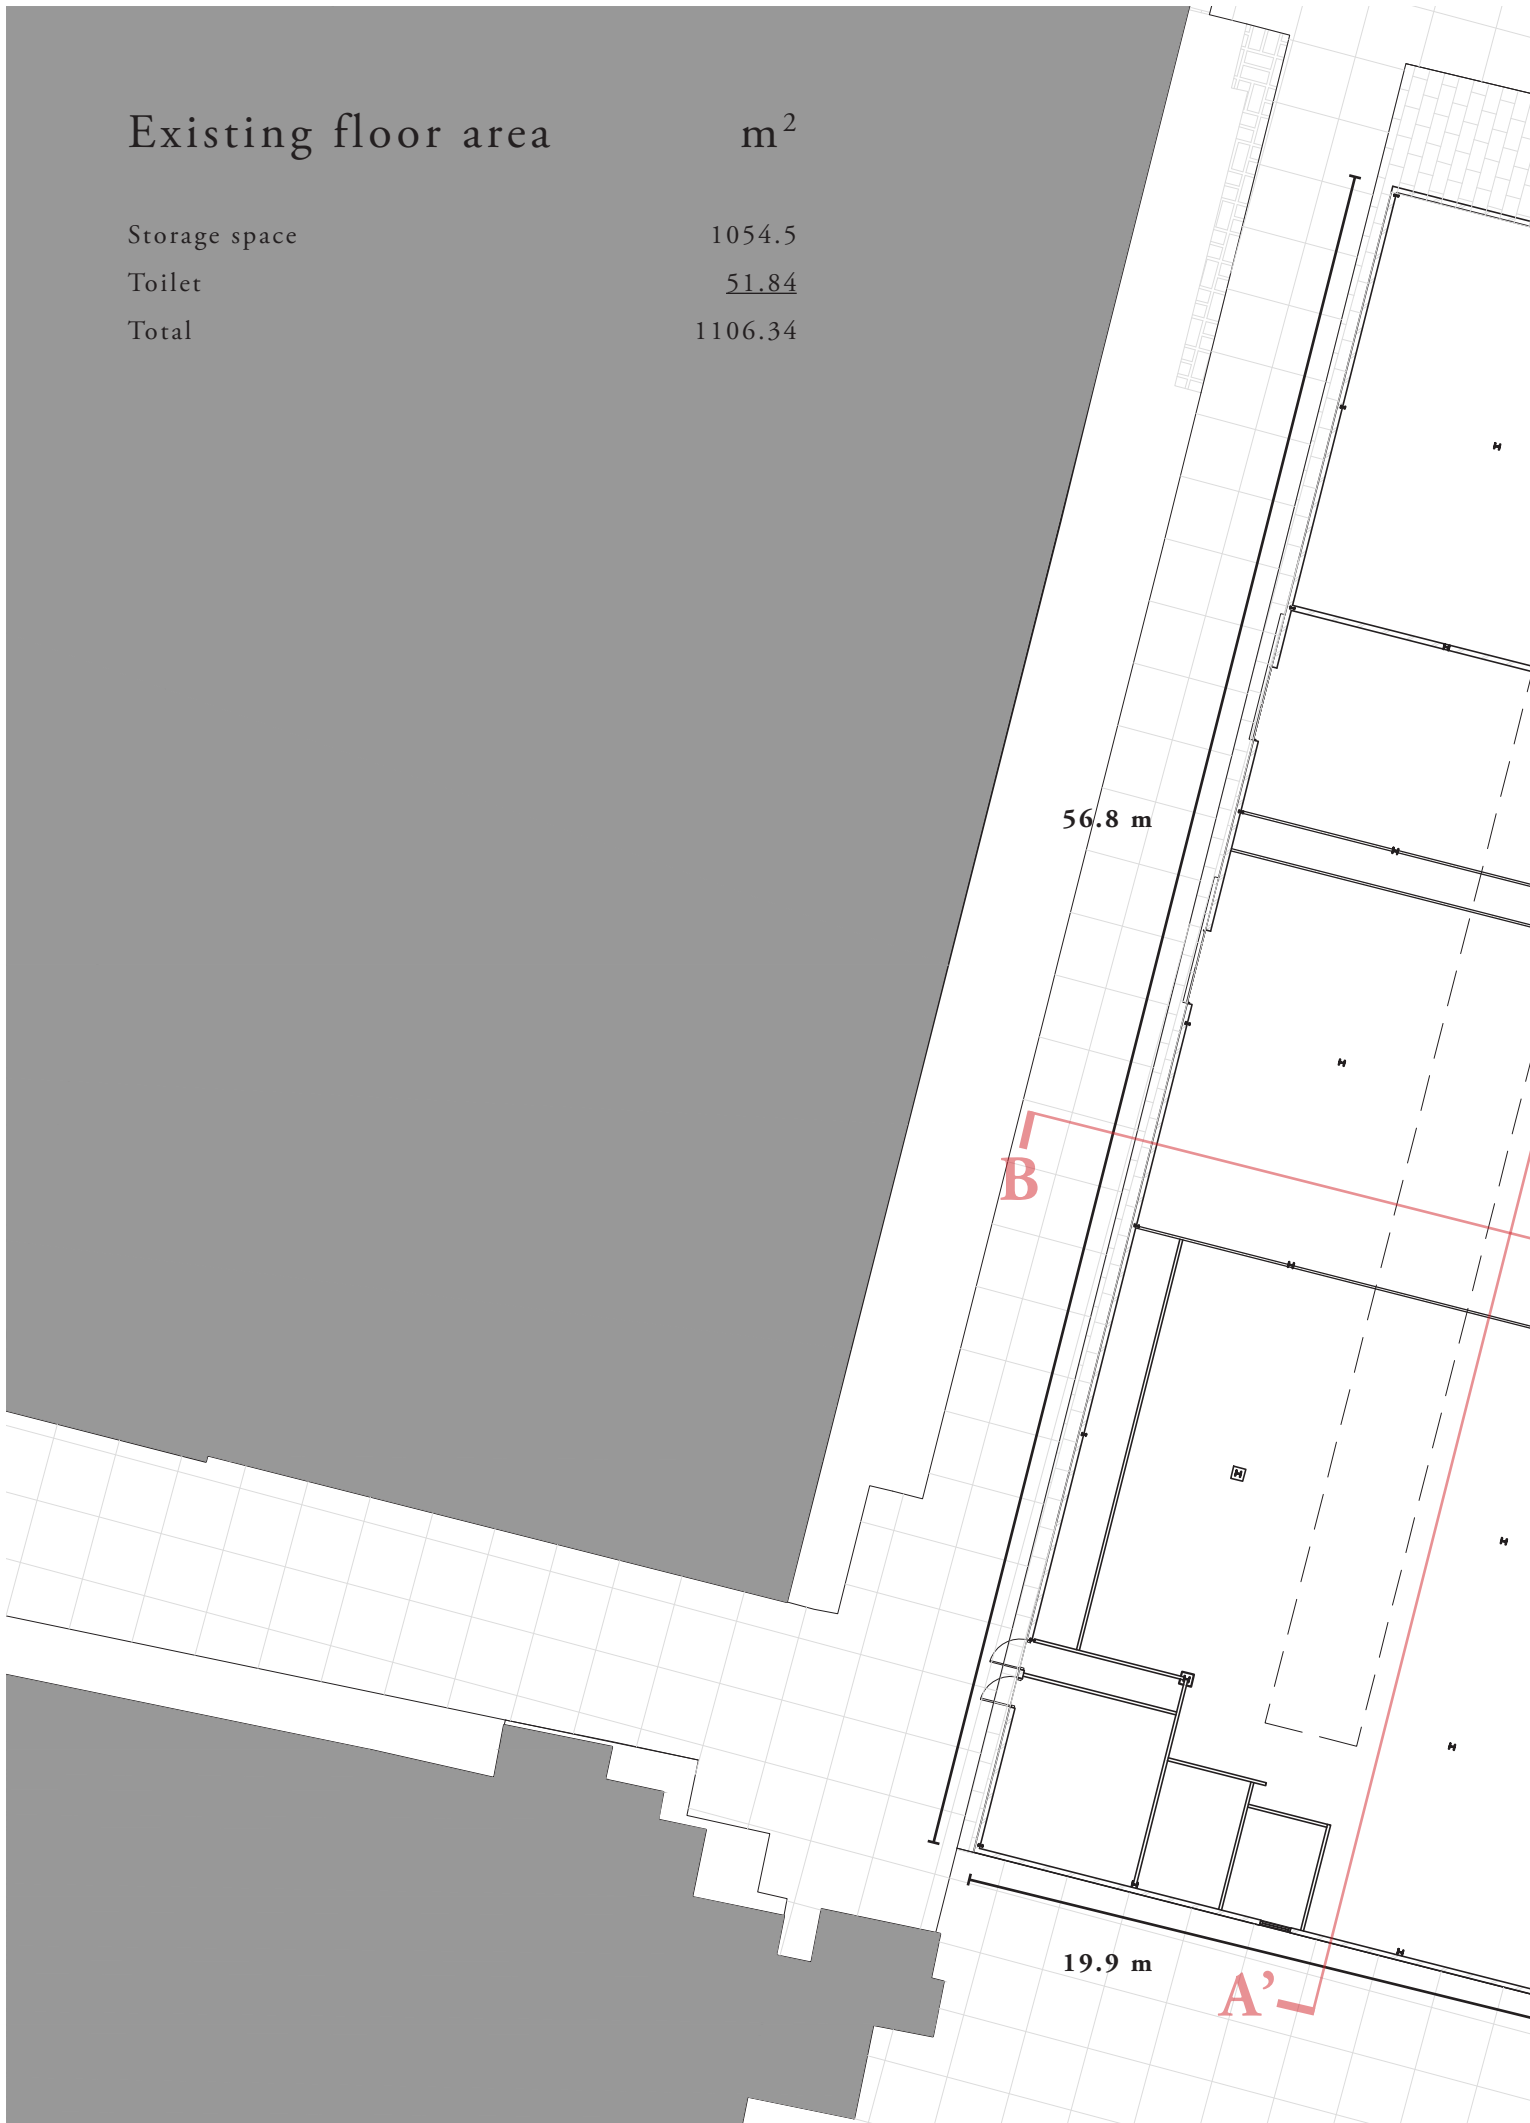 Existing floor area m²
Storage space 1054.5
Toilet 51.84
Total 1106.34
56.8 m
B
19.9 m
A’